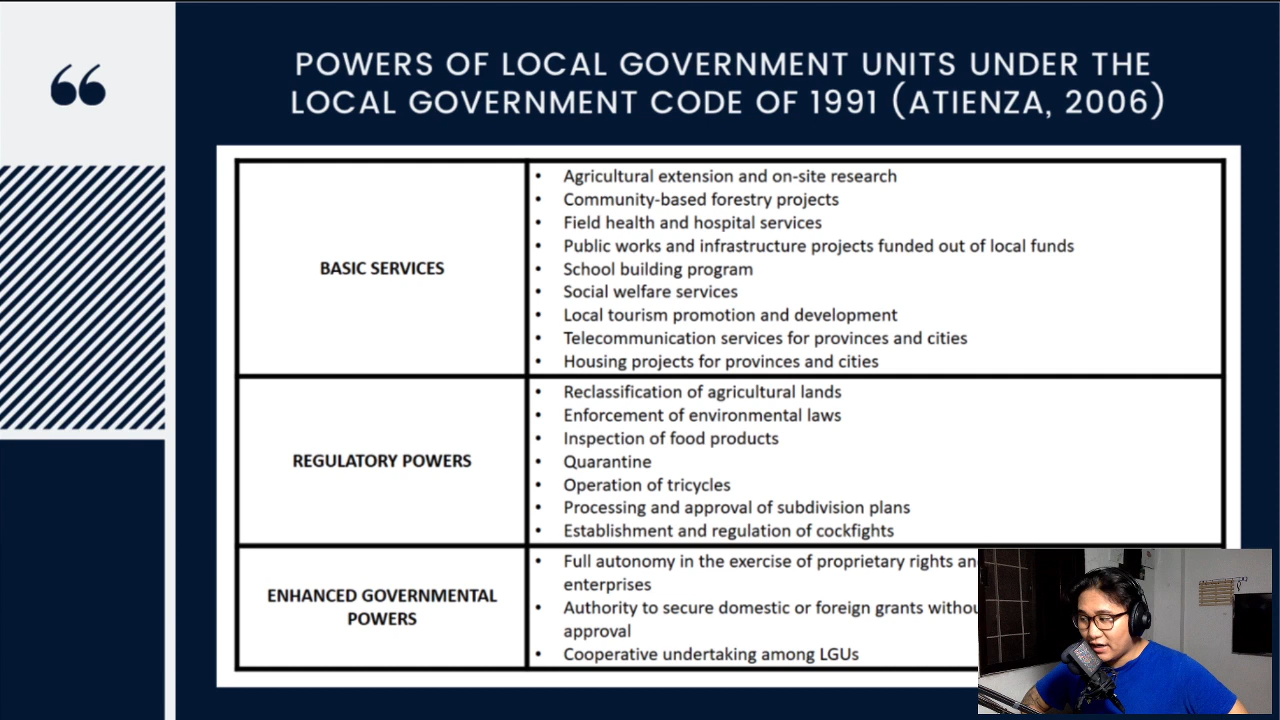 POWERS OF LOCAL GOVERNMENT UNITS UNDER THE
LOCAL GOVERNMENT CODE OF 1991 (ATIENZA, 2006)
BASIC SERVICES
• Agricultural extension and on-site research
• Community-based forestry projects
• Field health and hospital services
• Public works and infrastructure projects funded out of local funds
• School building program
• Social welfare services
• Local tourism promotion and development
• Telecommunication services for provinces and cities
• Housing projects for provinces and cities
REGULATORY POWERS
• Reclassification of agricultural lands
• Enforcement of environmental laws
• Inspection of food products
• Quarantine
• Operation of tricycles
• Processing and approval of subdivision plans
• Establishment and regulation of cockfights
ENHANCED GOVERNMENTAL
POWERS
• Full autonomy in the exercise of proprietary rights
enterprises
• Authority to secure domestic or foreign grants
approval
• Cooperative undertaking among LGUs